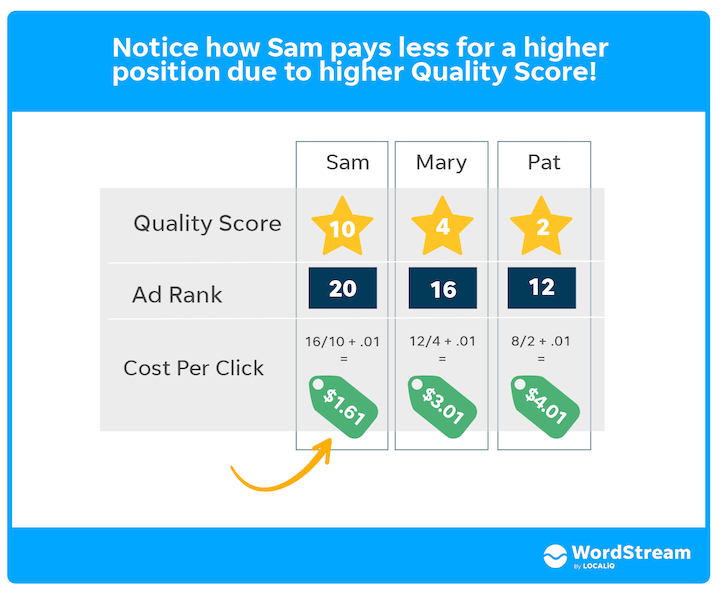 Notice how Sam pays less for a higher
position due to higher Quality Score!
Sam Mary Pat
Quality Score 10 4 2
Ad Rank 20 16 12
16/10 + .01 12/4 + .01 8/2 + .01
= = =
Cost Per Click
$1.61 $3.01 $4.01
WordStream
By LOCALiQ